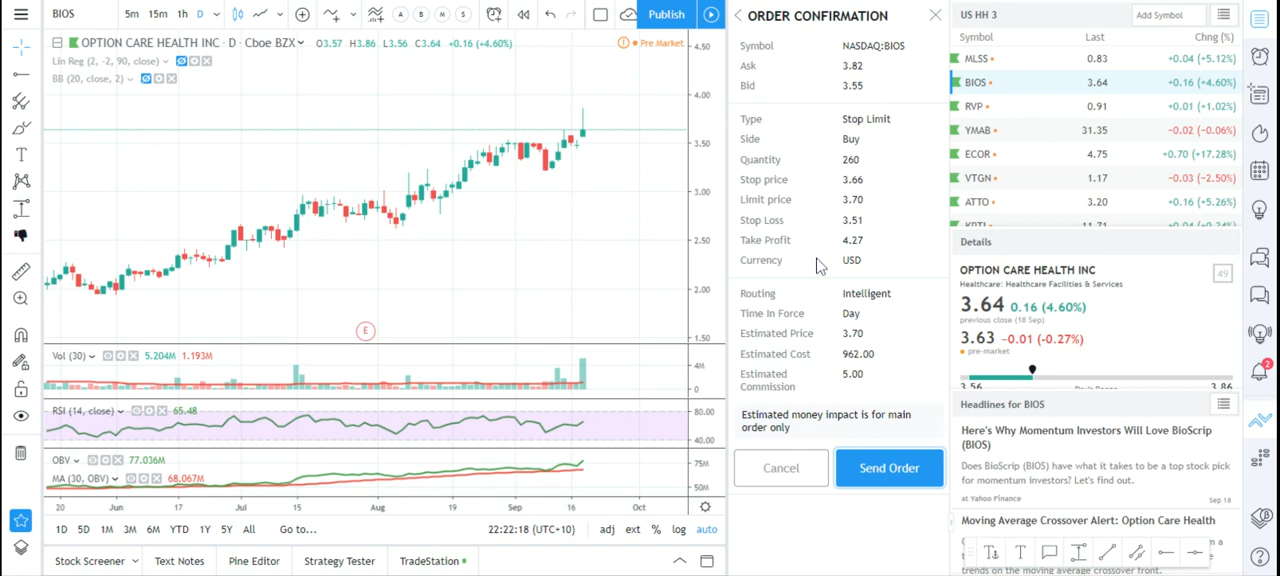 BIOS 5m 15m 1h D A B M S Publish
OPTION CARE HEALTH INC · D · Cboe BZX O3.57 H3.86 L3.56 C3.64 +0.16 (+4.60%) Pre Market
Lin Reg (2, -2, 90, close)
BB (20, close, 2)
4.50
4.00
3.50
3.00
2.50
2.00
1.50
E
Vol (30) 5.204M 1.193M
4M
0
RSI (14, close) 65.48
80.00
40.00
OBV 77.036M
MA (30, OBV) 68.067M
75M
50M
20 Jun 17 Jul 15 Aug 19 Sep 16 Oct
1D 5D 1M 3M 6M YTD 1Y 5Y All Go to... 22:22:18 (UTC+10) adj ext % log auto
Stock Screener Text Notes Pine Editor Strategy Tester TradeStation
ORDER CONFIRMATION
Symbol NASDAQ:BIOS
Ask 3.82
Bid 3.55
Type Stop Limit
Side Buy
Quantity 260
Stop price 3.66
Limit price 3.70
Stop Loss 3.51
Take Profit 4.27
Currency USD
Routing Intelligent
Time In Force Day
Estimated Price 3.70
Estimated Cost 962.00
Estimated Commission 5.00
Estimated money impact is for main
order only
Cancel Send Order
US HH 3 Add Symbol
Symbol Last Chng (%)
MLSS 0.83 +0.04 (+5.12%)
BIOS 3.64 +0.16 (+4.60%)
RVP 0.91 +0.01 (+1.02%)
YMAB 31.35 −0.02 (−0.06%)
ECOR 4.75 +0.70 (+17.28%)
VTGN 1.17 −0.03 (−2.50%)
ATTO 3.20 +0.16 (+5.26%)
Details
OPTION CARE HEALTH INC 49
Healthcare: Healthcare Facilities & Services
3.64 0.16 (4.60%)
previous close (18 Sep)
3.63 −0.01 (−0.27%)
pre-market
3.56 3.86
Headlines for BIOS
Here's Why Momentum Investors Will Love BioScrip
(BIOS)
Does BioScrip (BIOS) have what it takes to be a top stock pick
for momentum investors? Let's find out.
at Yahoo Finance Sep 18
Moving Average Crossover Alert: Option Care Health
2